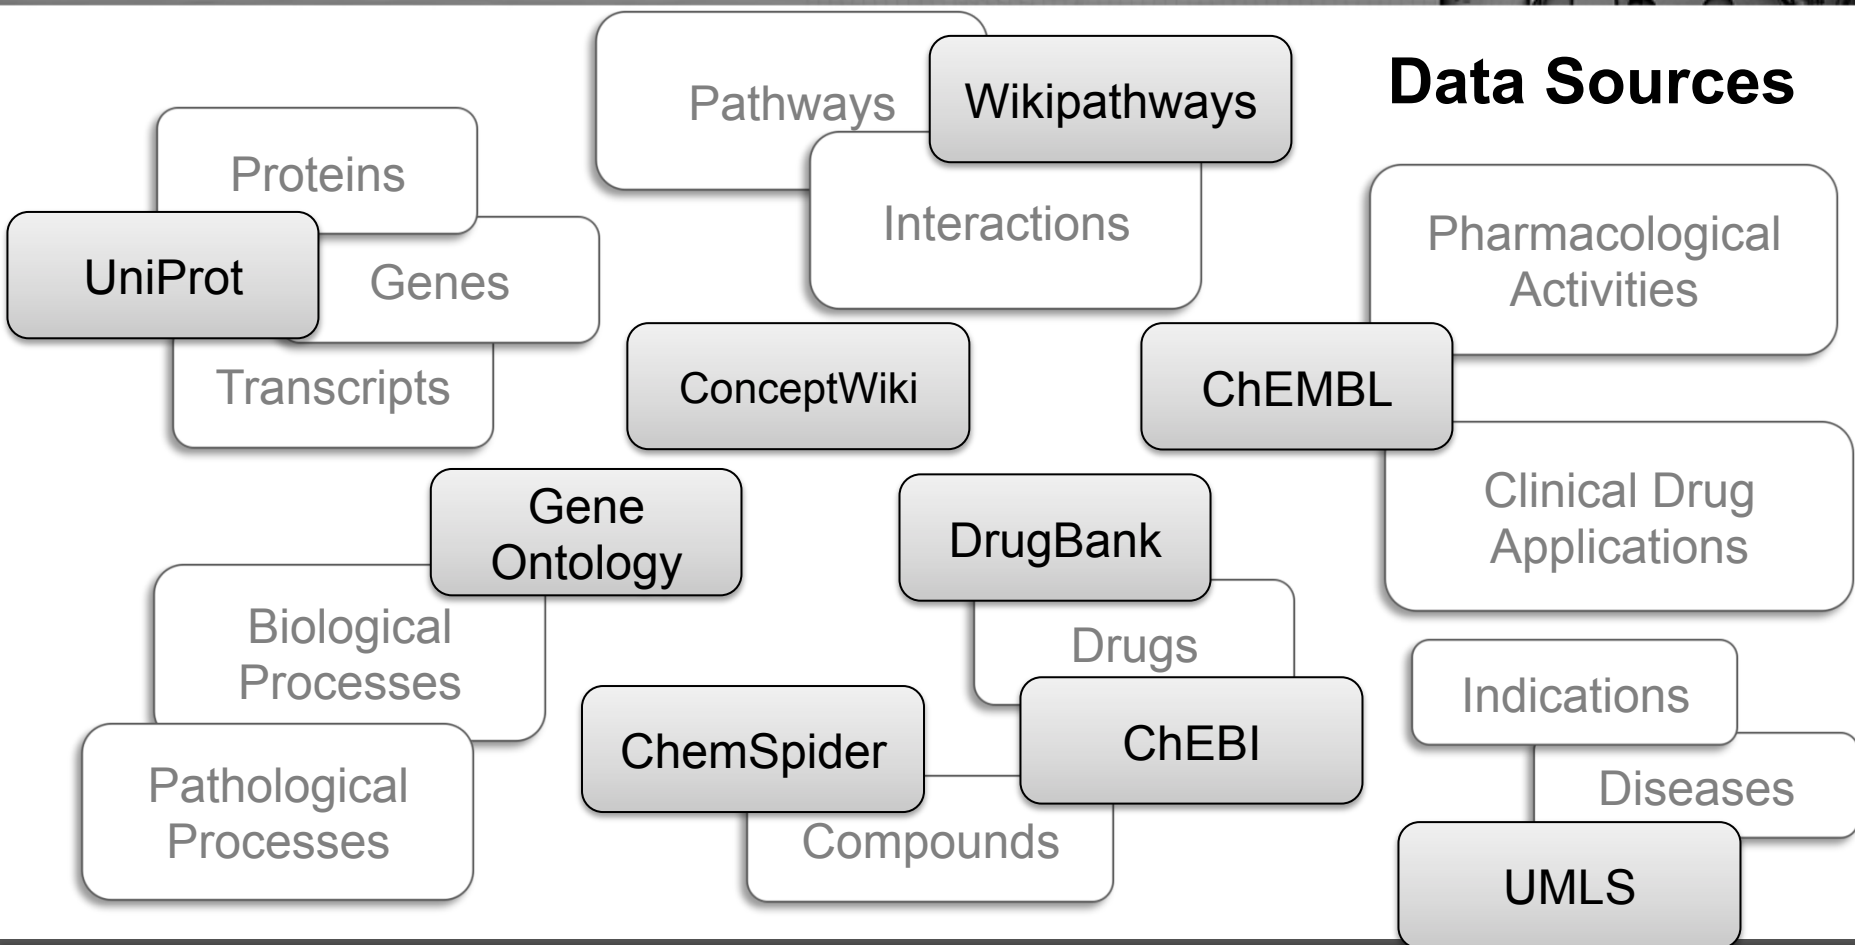 Data Sources
Pathways
Wikipathways
Interactions
Proteins
UniProt
Genes
Transcripts
ConceptWiki
Pharmacological
Activities
ChEMBL
Clinical Drug
Applications
Gene
Ontology
Biological
Processes
Pathological
Processes
DrugBank
Drugs
ChemSpider
ChEBI
Compounds
Indications
Diseases
UMLS